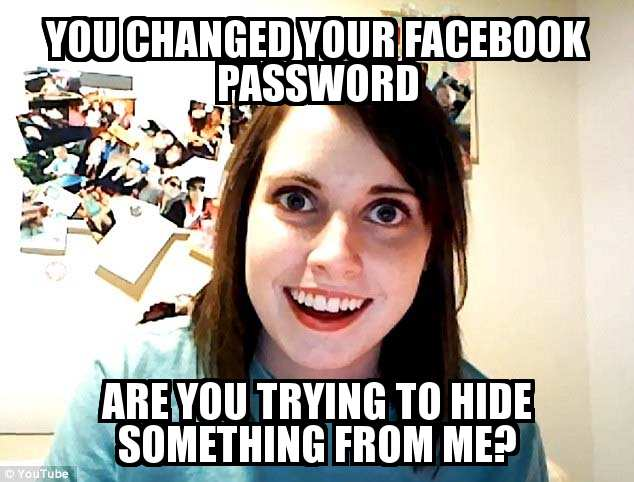 YOU CHANGED YOUR FACEBOOK
PASSWORD
ARE YOU TRYING TO HIDE
SOMETHING FROM ME?
© YouTube